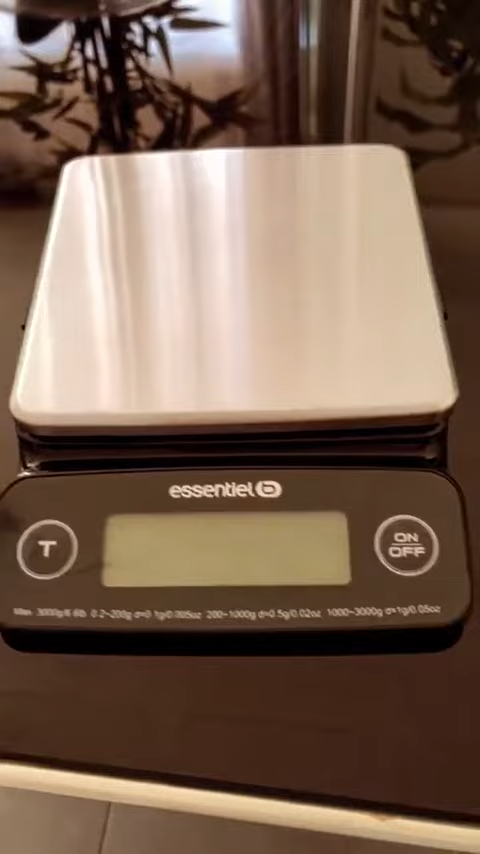 essentiel b
T
ON
OFF
Max 3000g/6.6lb 0.2~200g d=0.1g/0.005oz 200~1000g d=0.5g/0.02oz 1000~3000g d=1g/0.05oz